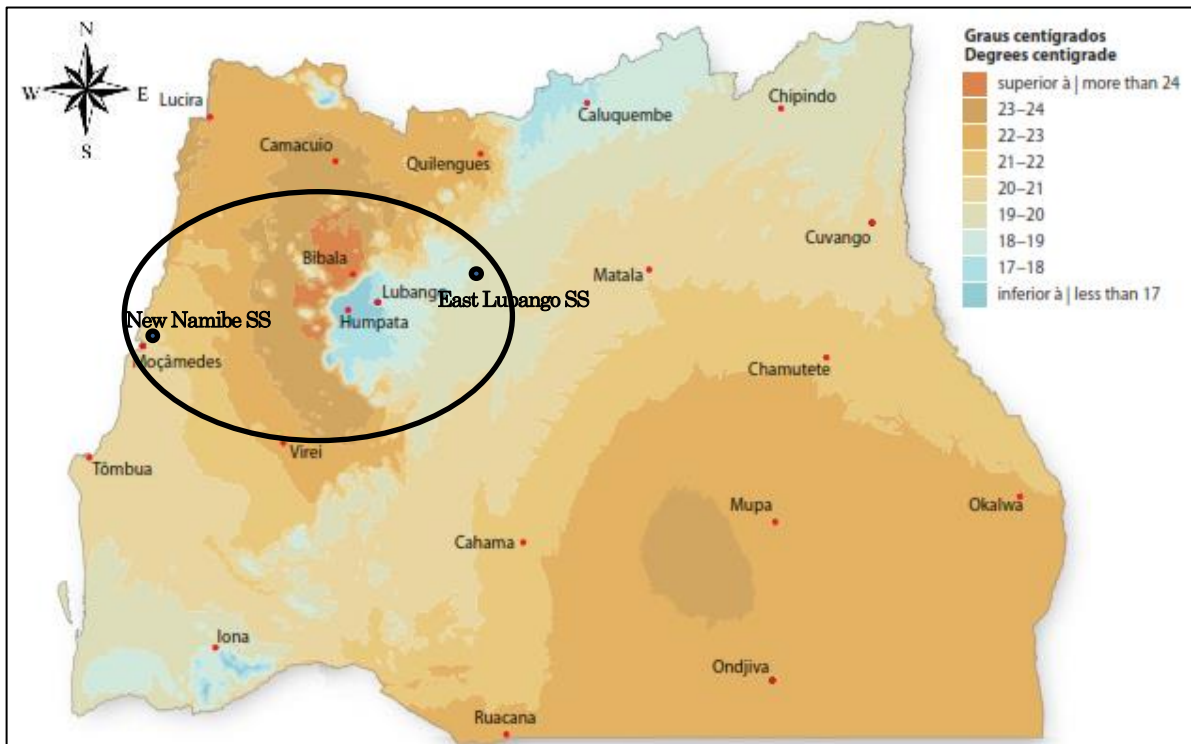 N
W
E
S
Graus centígrados
Degrees centigrade
superior à | more than 24
23–24
22–23
21–22
20–21
19–20
18–19
17–18
inferior à | less than 17
Lucira
Camacuio
Quilengues
Caluquembe
Chipindo
Cuvango
Bibala
Lubango
East Lubango SS
Matala
Humpata
New Namibe SS
Moçâmedes
Chamutete
Virei
Tômbua
Mupa
Okalwa
Cahama
Iona
Ondjiva
Ruacana